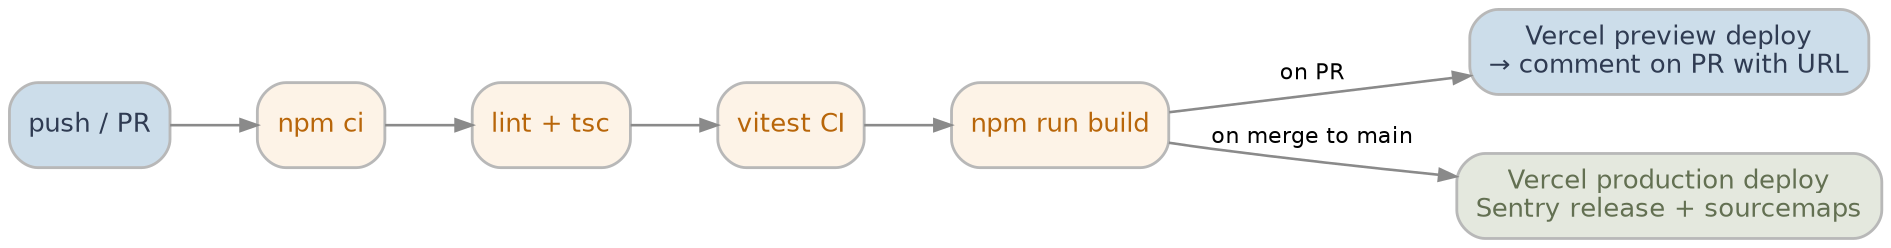 push / PR
npm ci
lint + tsc
vitest CI
npm run build
on PR
Vercel preview deploy
→ comment on PR with URL
on merge to main
Vercel production deploy
Sentry release + sourcemaps